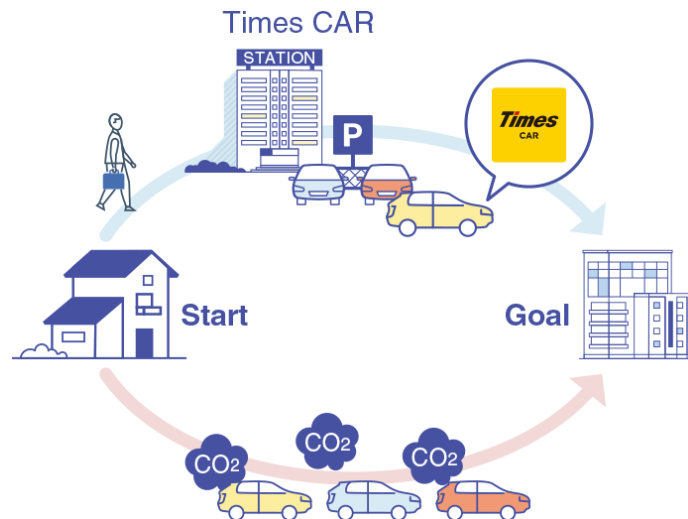 Times CAR
STATION
P
Times
CAR
Start
Goal
CO2
CO2
CO2